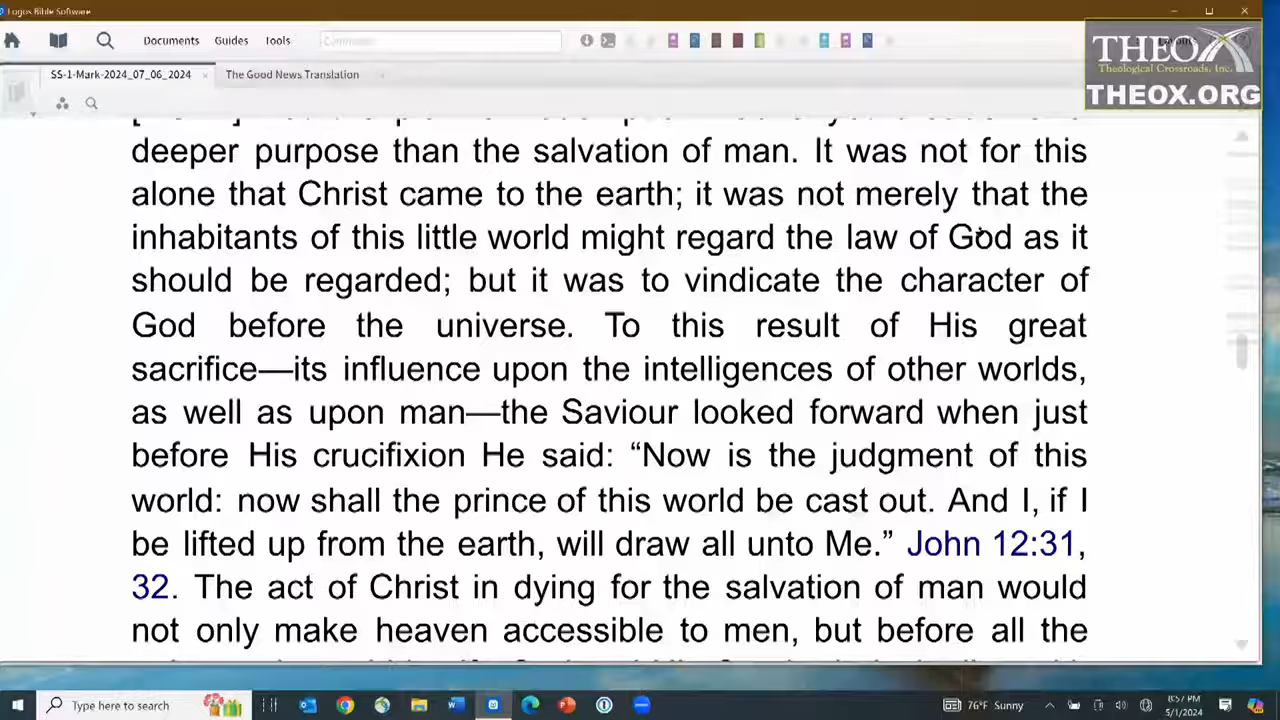 Logos Bible Software
Documents Guides Tools
SS-1-Mark-2024_07_06_2024
The Good News Translation
THEOX
Theological Crossroads, Inc.
THEOX.ORG
deeper purpose than the salvation of man. It was not for this
alone that Christ came to the earth; it was not merely that the
inhabitants of this little world might regard the law of God as it
should be regarded; but it was to vindicate the character of
God before the universe. To this result of His great
sacrifice—its influence upon the intelligences of other worlds,
as well as upon man—the Saviour looked forward when just
before His crucifixion He said: “Now is the judgment of this
world: now shall the prince of this world be cast out. And I, if I
be lifted up from the earth, will draw all unto Me.” John 12:31,
32. The act of Christ in dying for the salvation of man would
not only make heaven accessible to men, but before all the
Type here to search
76°F Sunny
8:57 PM
5/1/2024